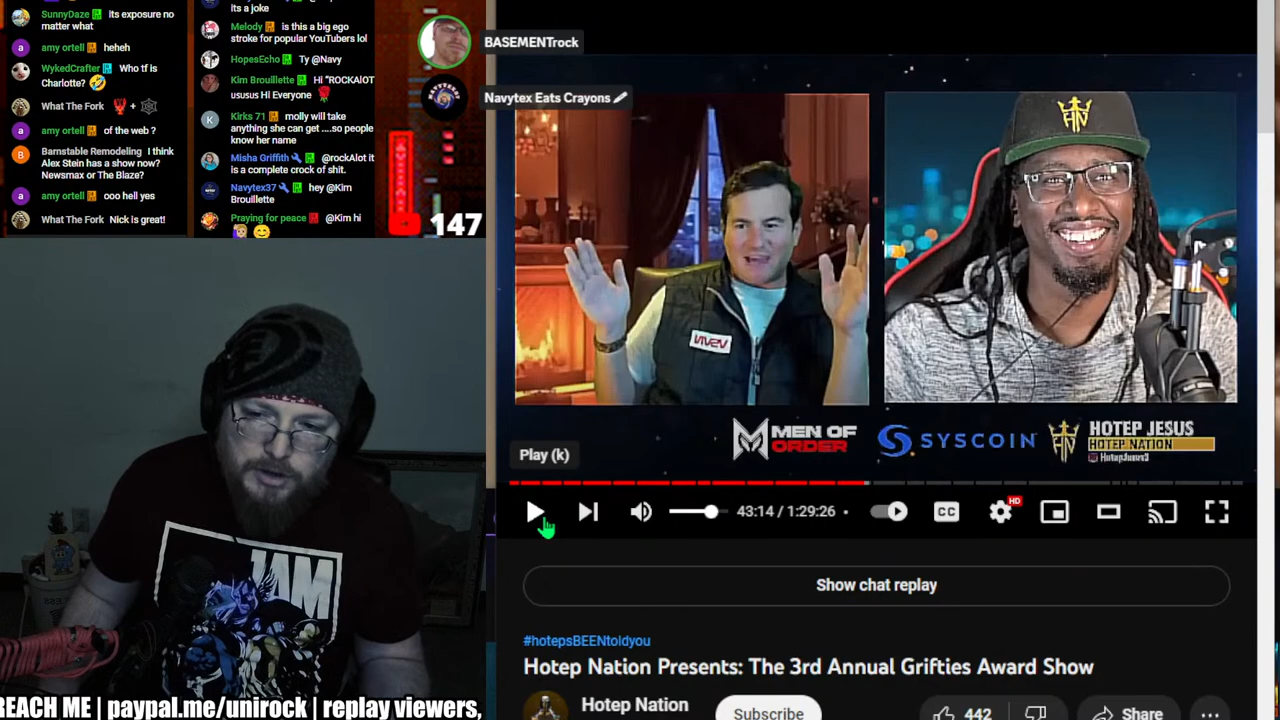 SunnyDaze Its exposure no
matter what
amy ortell heheh
WykedCrafter Who tf is
Charlotte?
What The Fork +
amy ortell of the web ?
Barnstable Remodeling I think
Alex Stein has a show now?
Newsmax or The Blaze?
amy ortell ooo hell yes
What The Fork Nick is great!
its a joke
Melody is this a big ego
stroke for popular YouTubers lol
HopesEcho Ty @Navy
Kim Brouillette Hi "ROCKAlOT
ususus Hi Everyone
Kirks 71 molly will take
anything she can get ....so people
know her name
Misha Griffith @rockAlot it
is a complete crock of shit.
Navytex37 hey @Kim
Brouillette
Praying for peace @Kim hi
147
BASEMENTrock
Navytex Eats Crayons
HN
MEN OF
ORDER
SYSCOIN
HOTEP JESUS
HOTEP NATION
Play (k)
43:14 / 1:29:26
CC
HD
Show chat replay
#hotepsBEENtoldyou
Hotep Nation Presents: The 3rd Annual Grifties Award Show
Hotep Nation
Subscribe
442
Share
JAM
REACH ME | paypal.me/unirock | replay viewers,